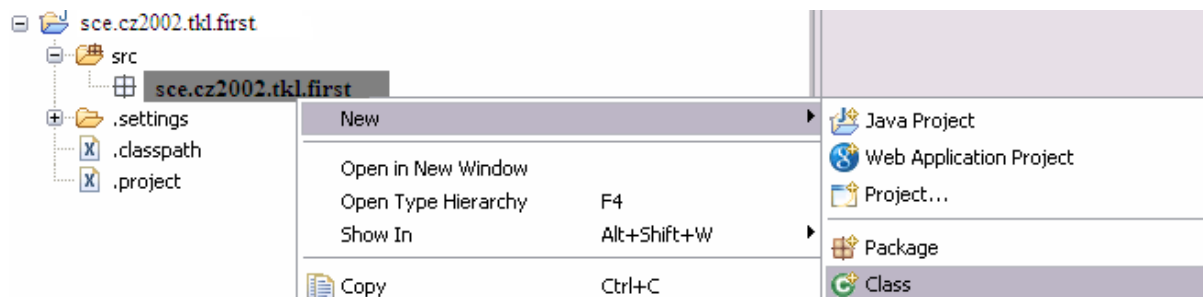 sce.cz2002.tkl.first
src
sce.cz2002.tkl.first
.settings
.classpath
.project
New
Open in New Window
Open Type Hierarchy F4
Show In Alt+Shift+W
Copy Ctrl+C
Java Project
Web Application Project
Project...
Package
Class